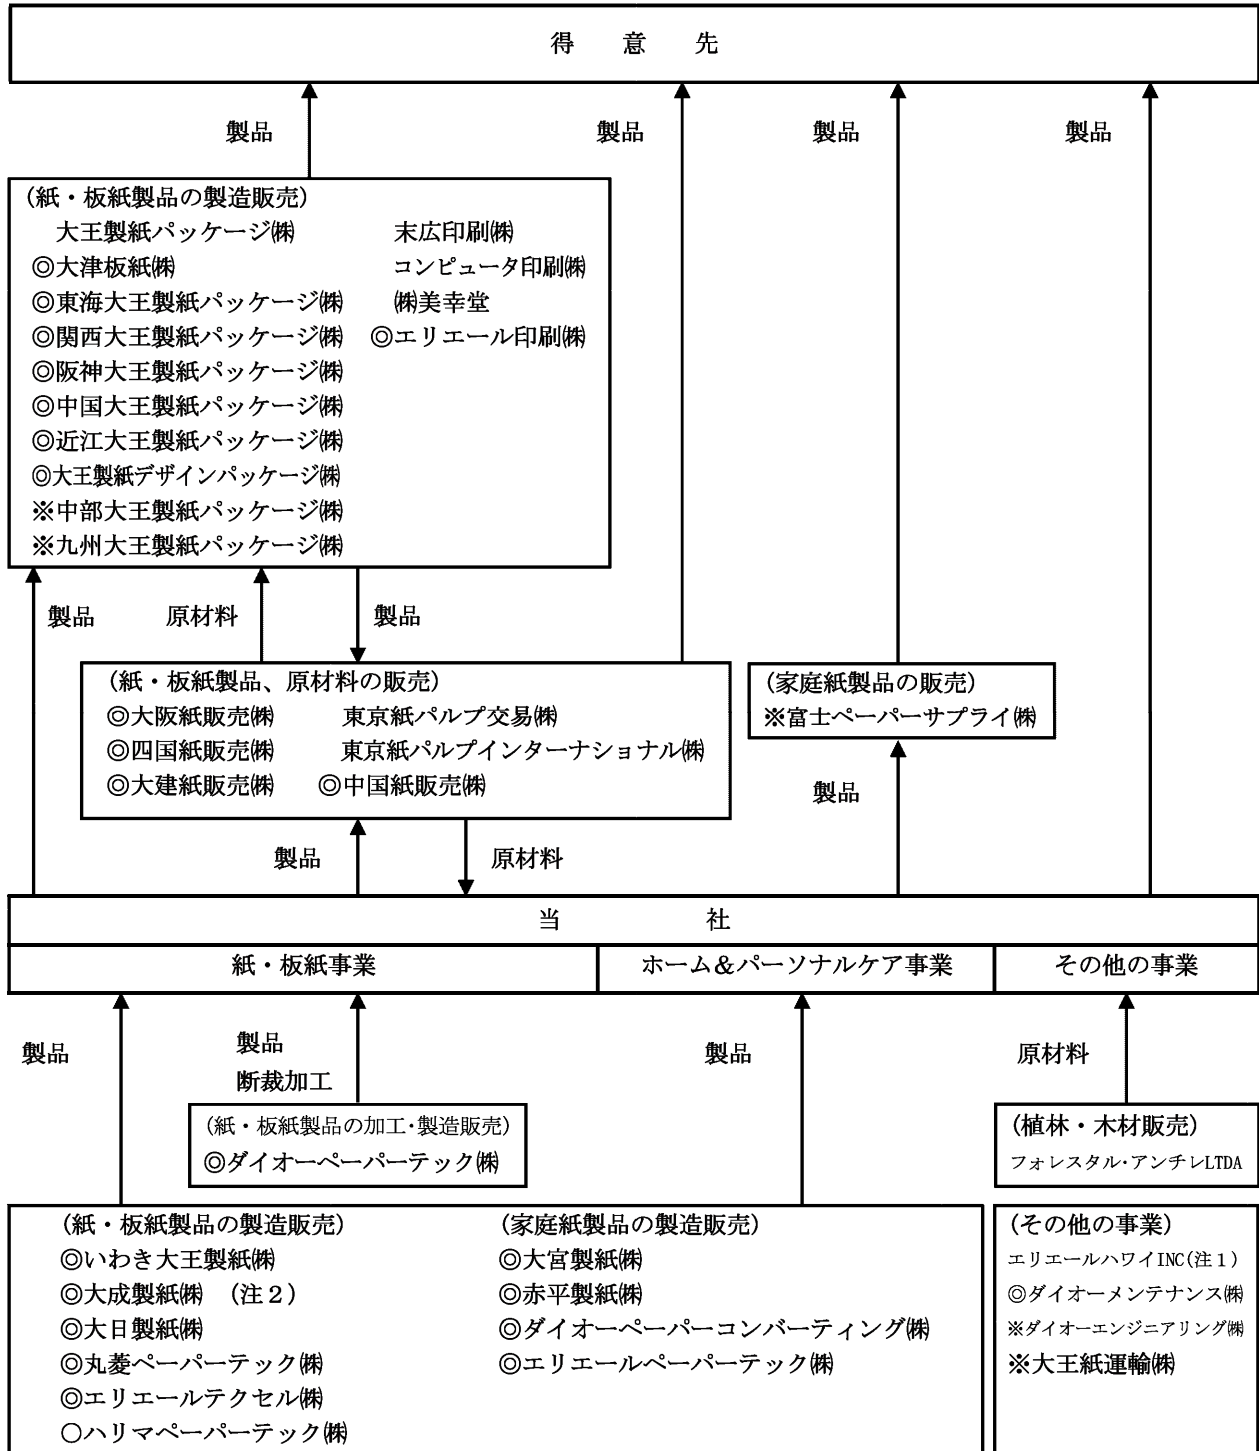 得 意 先
製品 製品 製品 製品
(紙・板紙製品の製造販売)
大王製紙パッケージ㈱ 末広印刷㈱
◎大津板紙㈱ コンピュータ印刷㈱
◎東海大王製紙パッケージ㈱ ㈱美幸堂
◎関西大王製紙パッケージ㈱ ◎エリエール印刷㈱
◎阪神大王製紙パッケージ㈱
◎中国大王製紙パッケージ㈱
◎近江大王製紙パッケージ㈱
◎大王製紙デザインパッケージ㈱
※中部大王製紙パッケージ㈱
※九州大王製紙パッケージ㈱
製品 原材料 製品
(紙・板紙製品、原材料の販売)
◎大阪紙販売㈱ 東京紙パルプ交易㈱
◎四国紙販売㈱ 東京紙パルプインターナショナル㈱
◎大建紙販売㈱ ◎中国紙販売㈱
(家庭紙製品の販売)
※富士ペーパーサプライ㈱
製品
製品 原材料
当 社
紙・板紙事業 ホーム&パーソナルケア事業 その他の事業
製品 製品 製品 原材料
断裁加工
(紙・板紙製品の加工・製造販売)
◎ダイオーペーパーテック㈱
(植林・木材販売)
フォレスタル・アンチレLTDA
(紙・板紙製品の製造販売)
◎いわき大王製紙㈱
◎大成製紙㈱ (注2)
◎大日製紙㈱
◎丸菱ペーパーテック㈱
◎エリエールテクセル㈱
○ハリマペーパーテック㈱
(家庭紙製品の製造販売)
◎大宮製紙㈱
◎赤平製紙㈱
◎ダイオーペーパーコンバーティング㈱
◎エリエールペーパーテック㈱
(その他の事業)
エリエールハワイINC(注1)
◎ダイオーメンテナンス㈱
※ダイオーエンジニアリング㈱
※大王紙運輸㈱